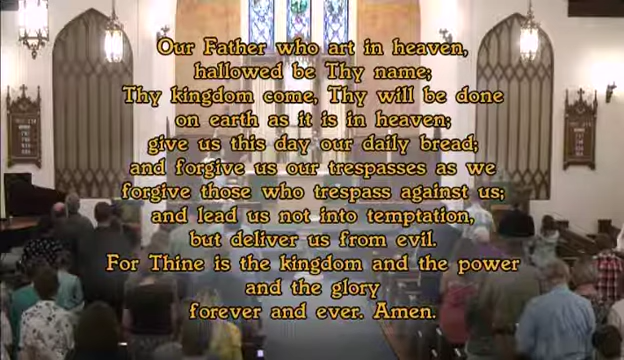 Our Father who art in heaven,
hallowed be Thy name;
Thy kingdom come, Thy will be done
on earth as it is in heaven;
give us this day our daily bread;
and forgive us our trespasses as we
forgive those who trespass against us;
and lead us not into temptation,
but deliver us from evil.
For Thine is the kingdom and the power
and the glory
forever and ever. Amen.